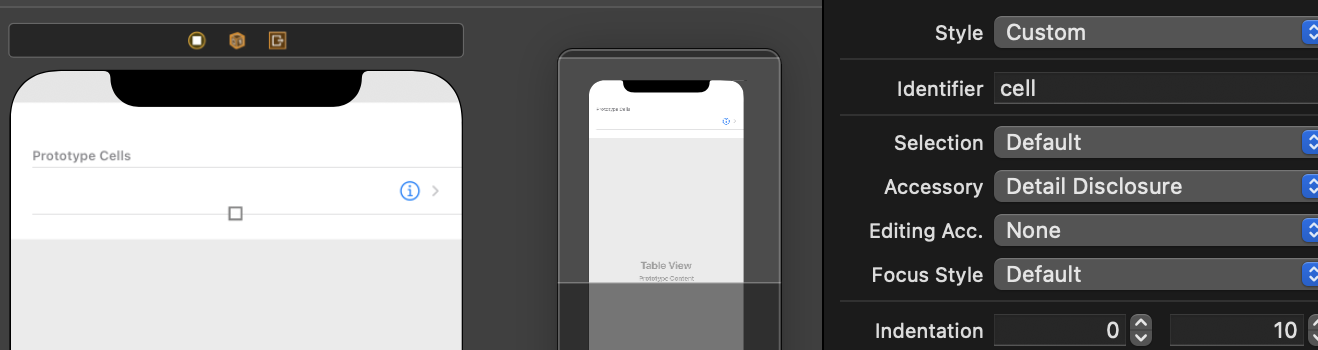 Prototype Cells
Prototype Cells
Table View
Prototype Content
Style Custom
Identifier cell
Selection Default
Accessory Detail Disclosure
Editing Acc. None
Focus Style Default
Indentation 0 10